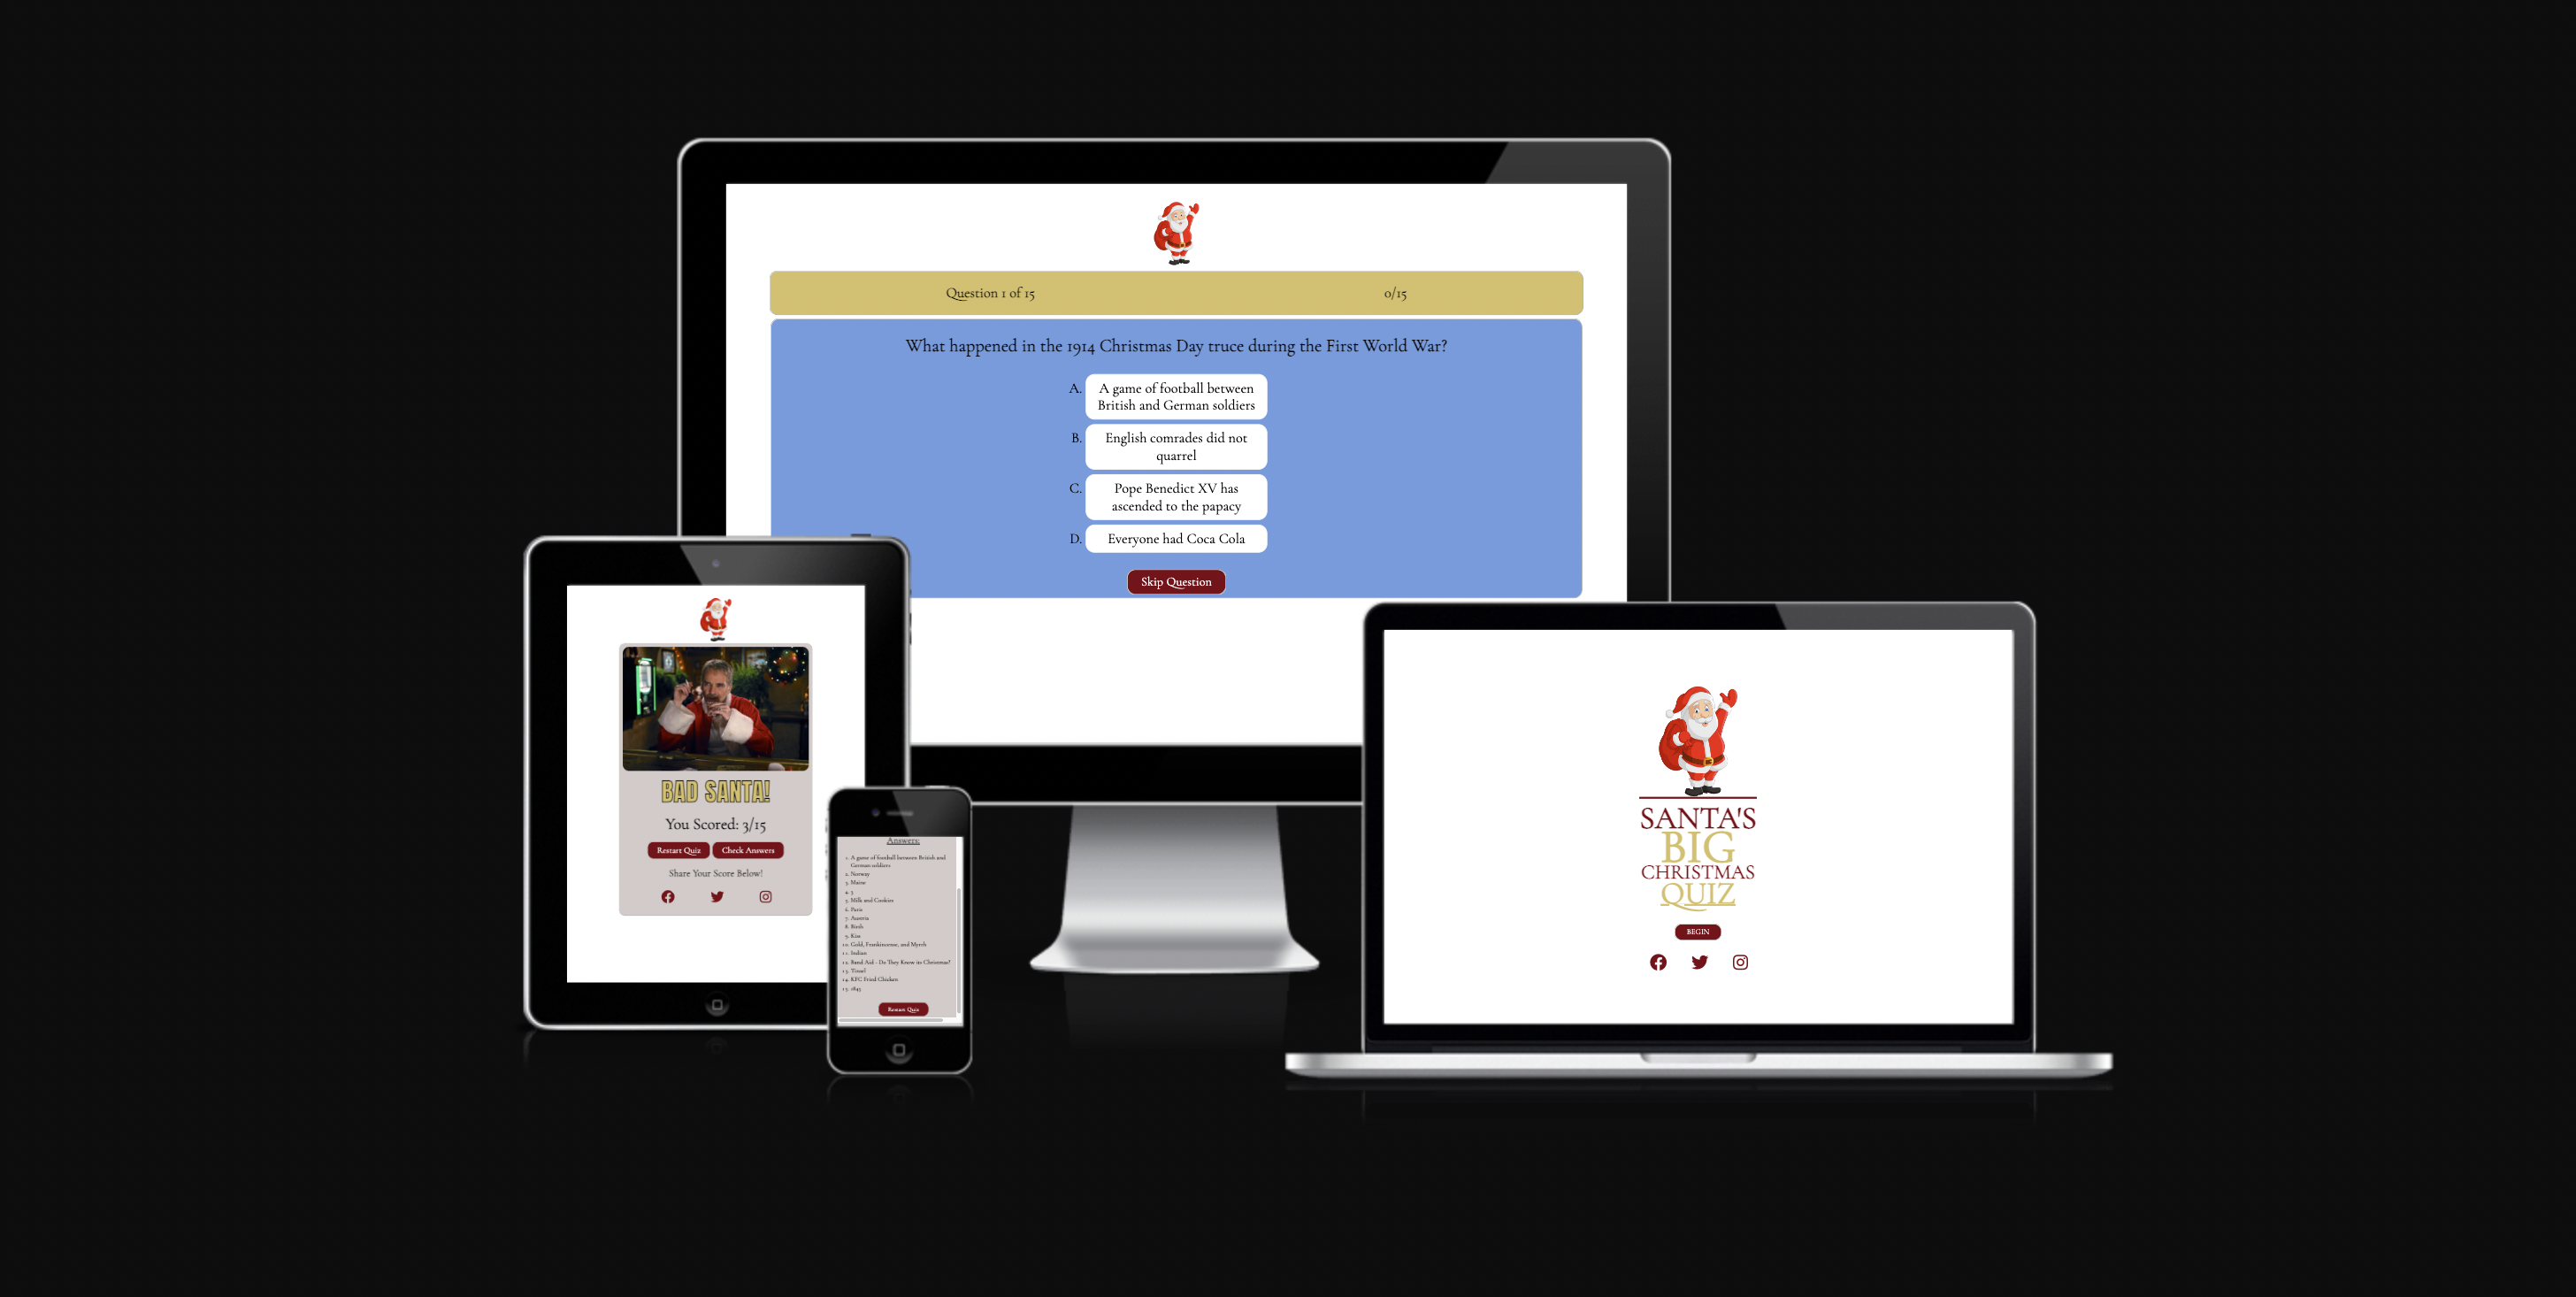 Question 1 of 15
0/15
What happened in the 1914 Christmas Day truce during the First World War?
A. A game of football between
British and German soldiers
B. English comrades did not
quarrel
C. Pope Benedict XV has
ascended to the papacy
D. Everyone had Coca Cola
Skip Question
BAD SANTA!
You Scored: 3/15
Restart Quiz
Check Answers
Share Your Score Below!
Answers:
1. A game of football between British and
German soldiers
2. Norway
3. Maine
4. 5
5. Milk and Cookies
6. Paris
7. Austria
8. Birds
9. Kiss
10. Gold, Frankincense, and Myrrh
11. Indian
12. Band Aid - Do They Know its Christmas?
13. Tinsel
14. KFC Fried Chicken
15. 1843
Restart Quiz
SANTA'S
BIG
CHRISTMAS
QUIZ
BEGIN